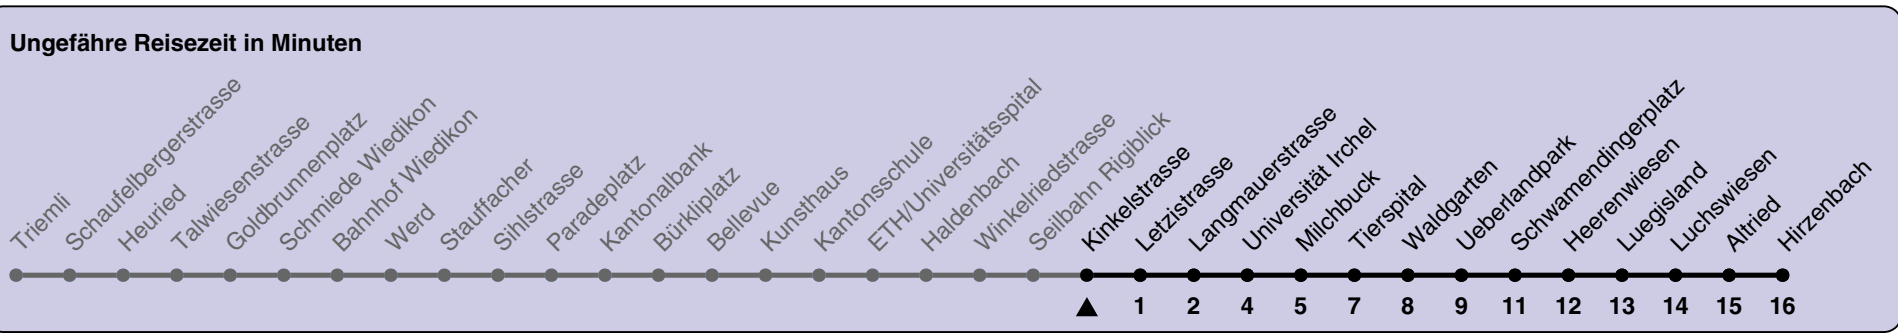 Ungefähre Reisezeit in Minuten
Triemli
Schaufelbergerstrasse
Heuried
Talwiesenstrasse
Goldbrunnenplatz
Schmiede Wiedikon
Bahnhof Wiedikon
Werd
Stauffacher
Sihlstrasse
Paradeplatz
Kantonalbank
Bürkliplatz
Bellevue
Kunsthaus
Kantonsschule
ETH/Universitätsspital
Haldenbach
Winkelriedstrasse
Seilbahn Rigiblick
Kinkelstrasse
Letzistrasse
Langmauerstrasse
Universität Irchel
Milchbuck
Tierspital
Waldgarten
Ueberlandpark
Schwamendingerplatz
Heerenwiesen
Luegisland
Luchswiesen
Altried
Hirzenbach
1 2 4 5 7 8 9 11 12 13 14 15 16